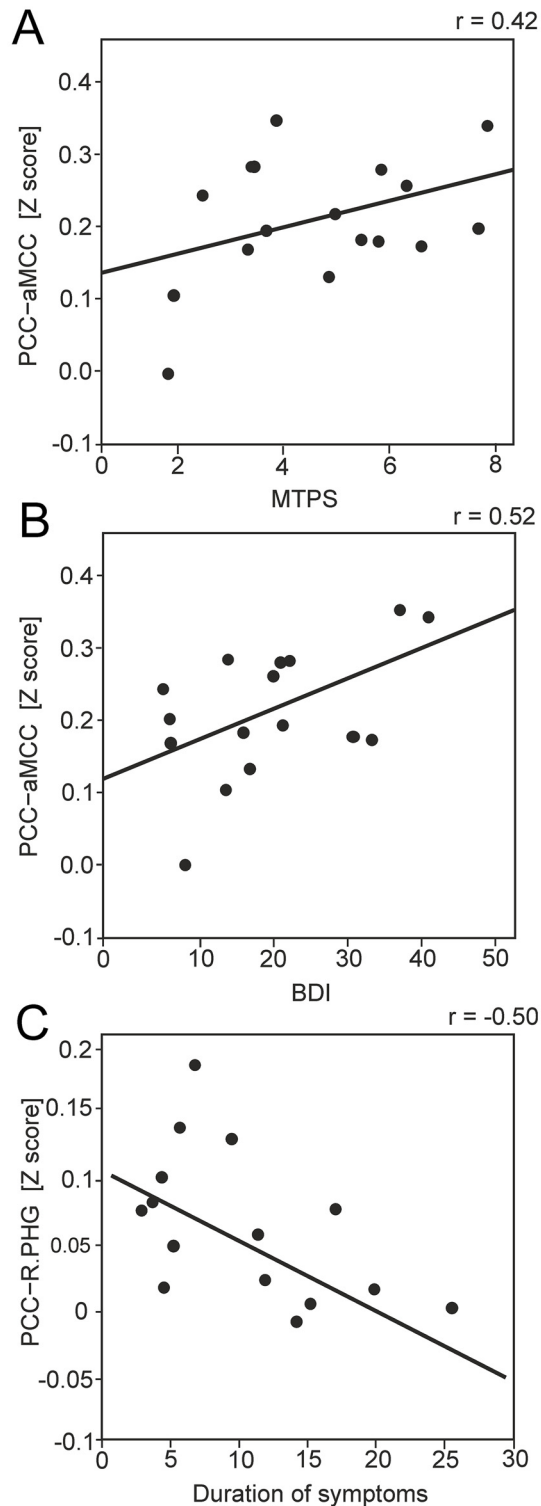 A
r = 0.42
PCC−aMCC [Z score]
0.4
0.3
0.2
0.1
0.0
-0.1
0 2 4 6 8
MTPS
B
r = 0.52
PCC−aMCC [Z score]
0.4
0.3
0.2
0.1
0.0
-0.1
0 10 20 30 40 50
BDI
C
r = -0.50
PCC−R.PHG [Z score]
0.2
0.15
0.1
0.05
0
-0.05
-0.1
0 5 10 15 20 25 30
Duration of symptoms